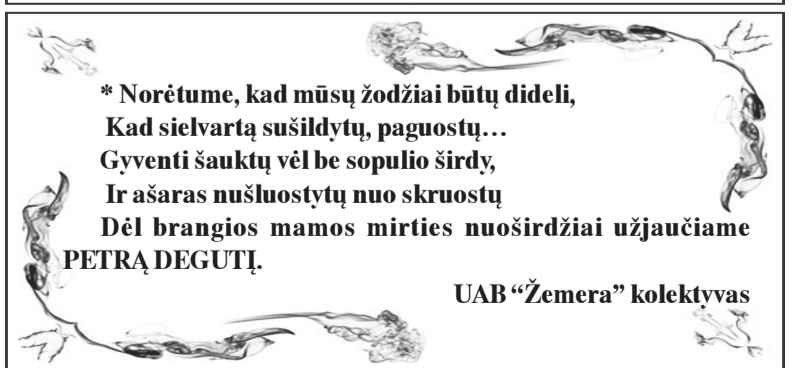 * Norėtume, kad mūsų žodžiai būtų dideli,
Kad sielvartą sušildytų, paguostų…
Gyventi šauktų vėl be sopulio širdy,
Ir ašaras nušluostytų nuo skruostų
Dėl brangios mamos mirties nuoširdžiai užjaučiame
PETRĄ DEGUTĮ.
UAB “Žemera” kolektyvas